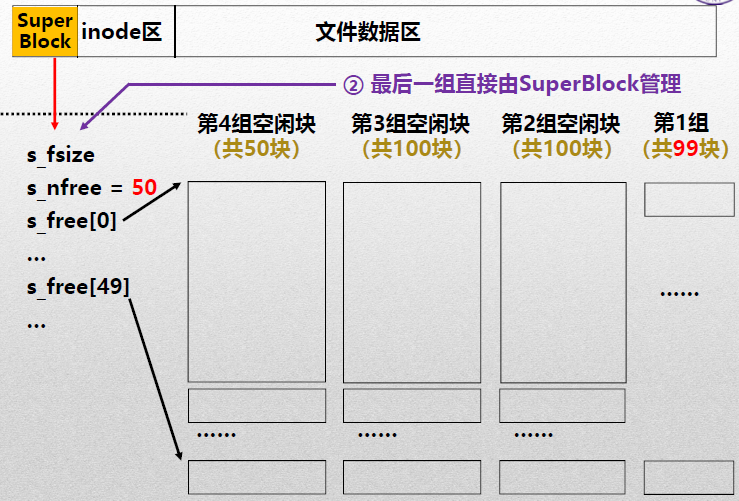 Super
Block
inode区
文件数据区
② 最后一组直接由SuperBlock管理
第4组空闲块
（共50块）
第3组空闲块
（共100块）
第2组空闲块
（共100块）
第1组
（共99块）
s_fsize
s_nfree = 50
s_free[0]
...
s_free[49]
...
......
......
......
......